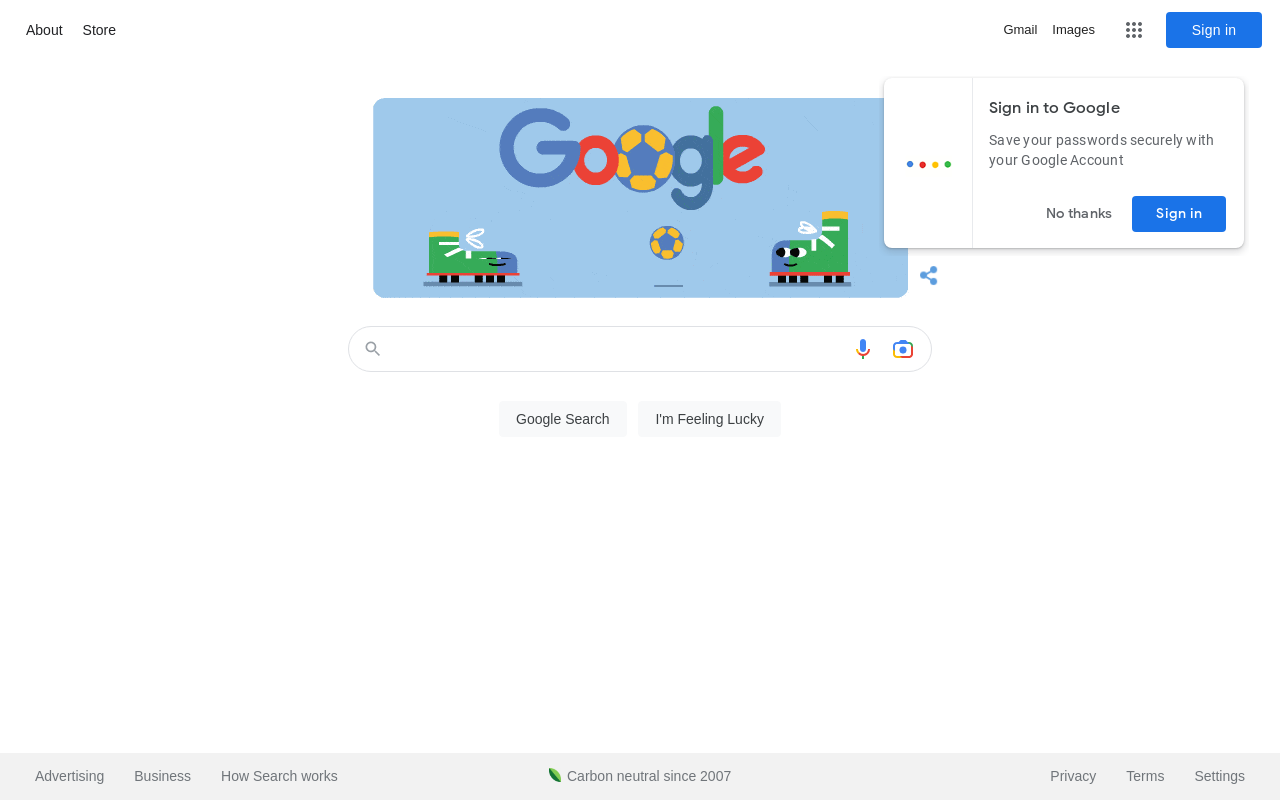 About
Store
Gmail
Images
Sign in
Google
Sign in to Google
Save your passwords securely with
your Google Account
No thanks
Sign in
Google Search
I'm Feeling Lucky
Advertising
Business
How Search works
Carbon neutral since 2007
Privacy
Terms
Settings